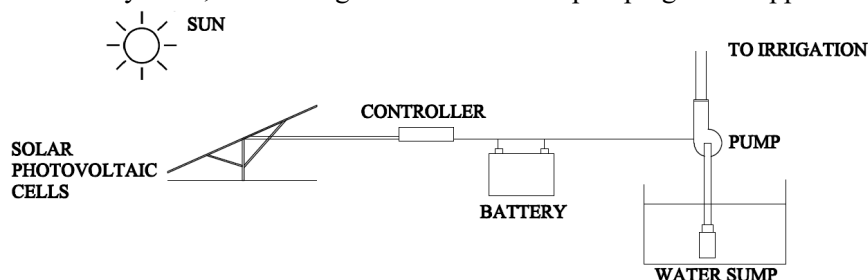 SUN
TO IRRIGATION
CONTROLLER
SOLAR
PHOTOVOLTAIC
CELLS
PUMP
BATTERY
WATER SUMP